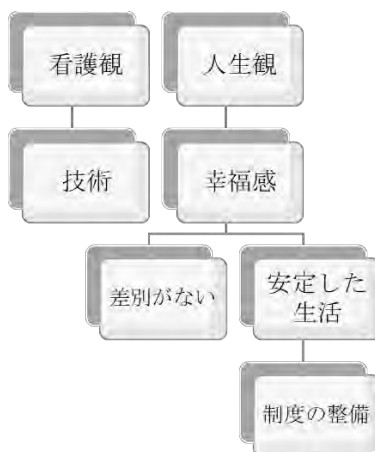 看護観
人生観
技術
幸福感
差別がない
安定した
生活
制度の整備